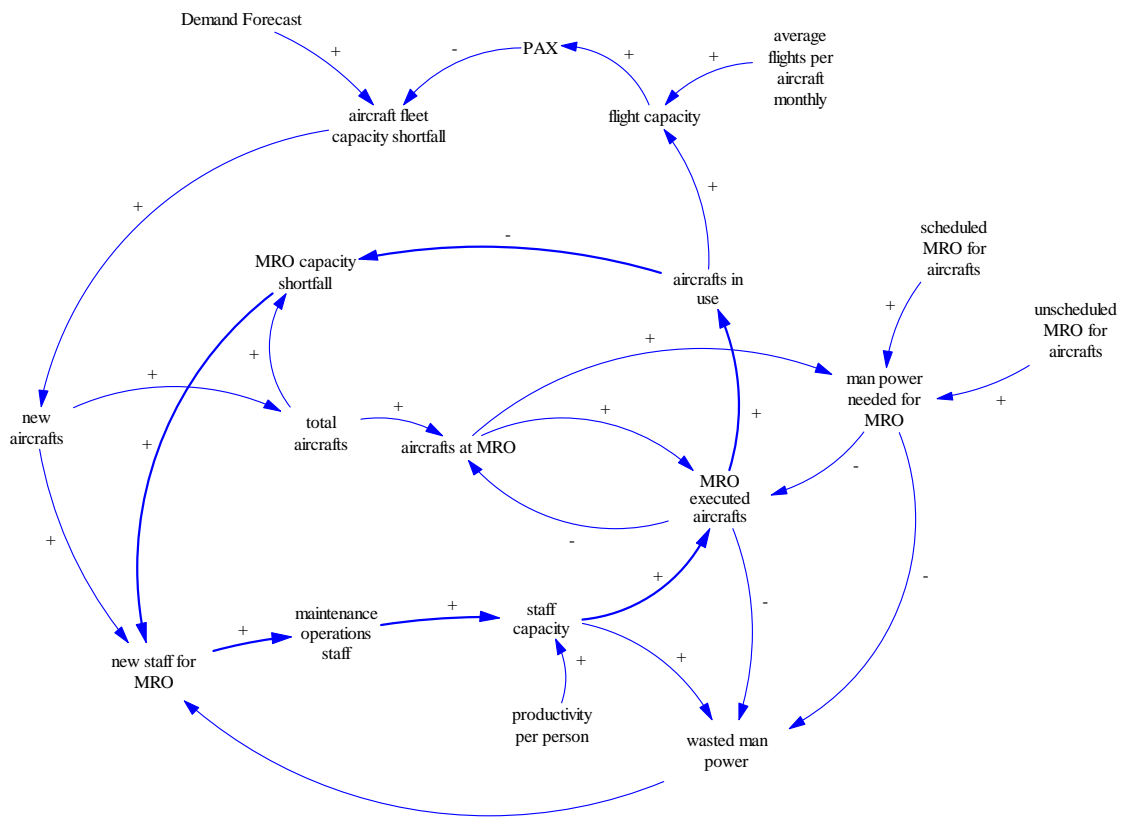 Demand Forecast
+
-
PAX
+
+
average
flights per
aircraft
monthly
aircraft fleet
capacity shortfall
flight capacity
+
+
-
MRO capacity
shortfall
aircrafts in
use
scheduled
MRO for
aircrafts
+
unscheduled
MRO for
aircrafts
+
+
+
man power
needed for
MRO
+
new
aircrafts
+
total
aircrafts
+
aircrafts at MRO
+
+
-
MRO
executed
aircrafts
-
+
-
+
-
new staff for
MRO
+
maintenance
operations
staff
+
staff
capacity
+
+
-
productivity
per person
wasted man
power